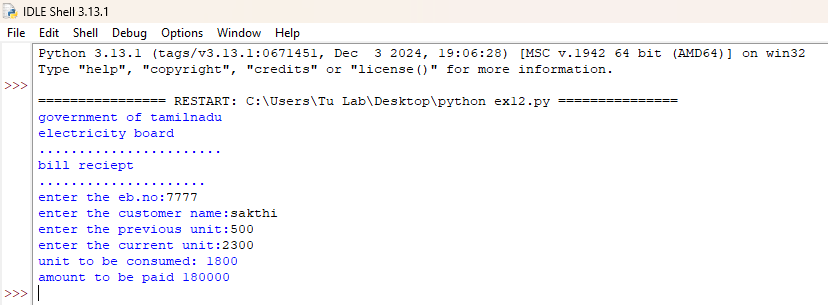 IDLE Shell 3.13.1
File Edit Shell Debug Options Window Help
Python 3.13.1 (tags/v3.13.1:0671451, Dec  3 2024, 19:06:28) [MSC v.1942 64 bit (AMD64)] on win32
Type "help", "copyright", "credits" or "license()" for more information.
>>>
================ RESTART: C:\Users\Tu Lab\Desktop\python ex12.py ===============
government of tamilnadu
electricity board
.......................
bill reciept
.....................
enter the eb.no:7777
enter the customer name:sakthi
enter the previous unit:500
enter the current unit:2300
unit to be consumed: 1800
amount to be paid 180000
>>>